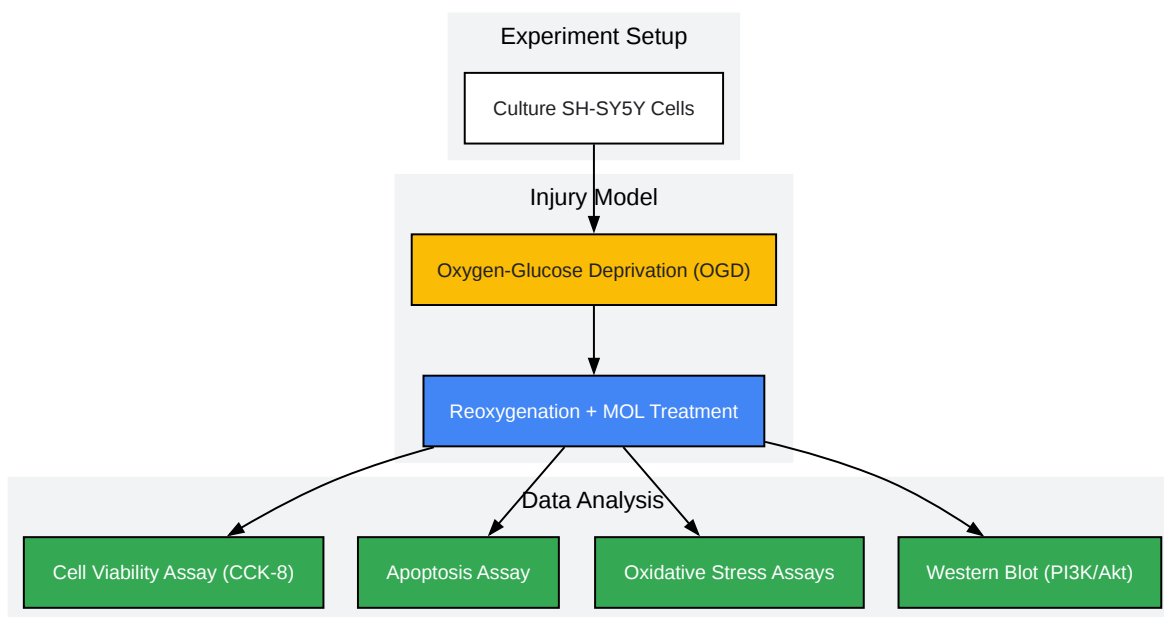 Experiment Setup
Culture SH-SY5Y Cells
Injury Model
Oxygen-Glucose Deprivation (OGD)
Reoxygenation + MOL Treatment
Data Analysis
Cell Viability Assay (CCK-8)
Apoptosis Assay
Oxidative Stress Assays
Western Blot (PI3K/Akt)